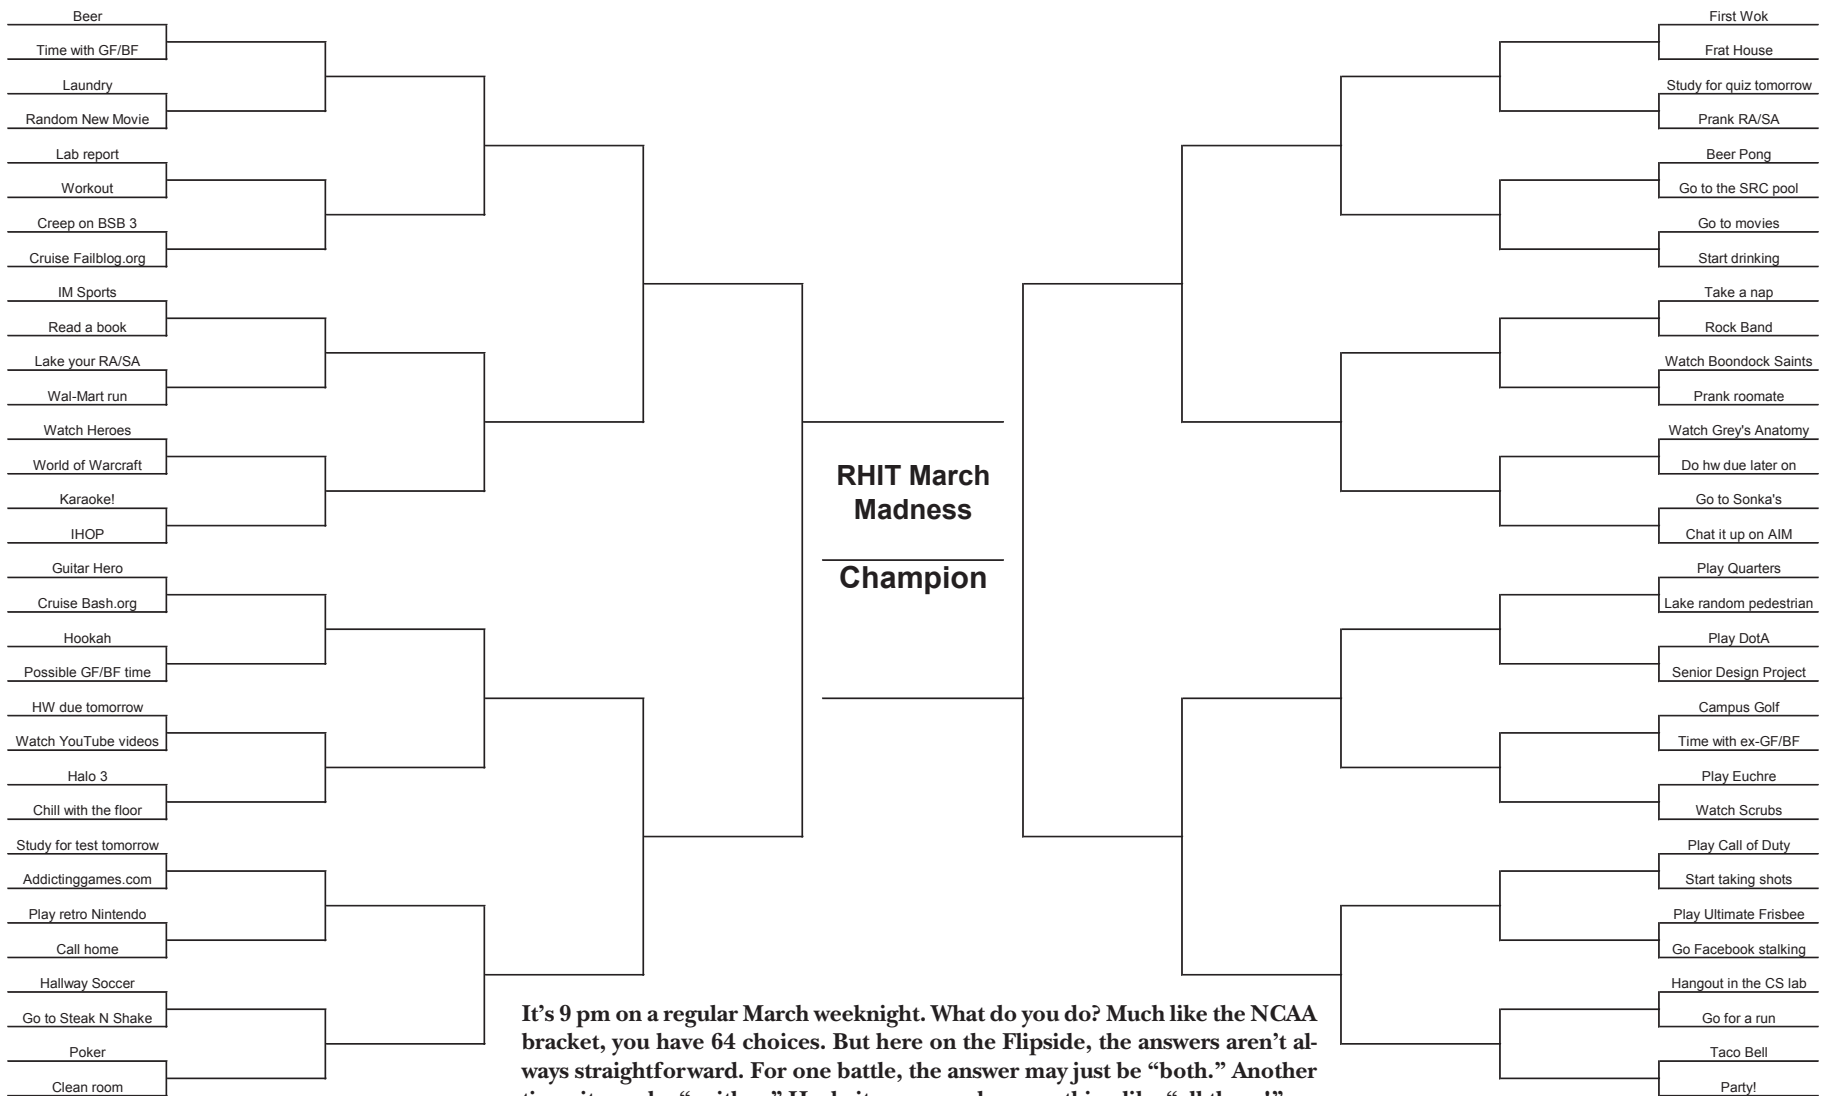 Beer
Time with GF/BF
Laundry
Random New Movie
Lab report
Workout
Creep on BSB 3
Cruise Failblog.org
IM Sports
Read a book
Lake your RA/SA
Wal-Mart run
Watch Heroes
World of Warcraft
Karaoke!
IHOP
Guitar Hero
Cruise Bash.org
Hookah
Possible GF/BF time
HW due tomorrow
Watch YouTube videos
Halo 3
Chill with the floor
Study for test tomorrow
Addictinggames.com
Play retro Nintendo
Call home
Hallway Soccer
Go to Steak N Shake
Poker
Clean room
RHIT March
Madness
Champion
First Wok
Frat House
Study for quiz tomorrow
Prank RA/SA
Beer Pong
Go to the SRC pool
Go to movies
Start drinking
Take a nap
Rock Band
Watch Boondock Saints
Prank roomate
Watch Grey's Anatomy
Do hw due later on
Go to Sonka's
Chat it up on AIM
Play Quarters
Lake random pedestrian
Play DotA
Senior Design Project
Campus Golf
Time with ex-GF/BF
Play Euchre
Watch Scrubs
Play Call of Duty
Start taking shots
Play Ultimate Frisbee
Go Facebook stalking
Hangout in the CS lab
Go for a run
Taco Bell
Party!
It’s 9 pm on a regular March weeknight. What do you do? Much like the NCAA
bracket, you have 64 choices. But here on the Flipside, the answers aren’t al-
ways straightforward. For one battle, the answer may just be “both.” Another